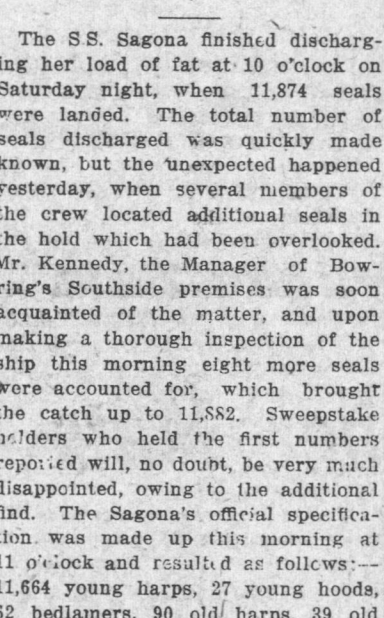 The S.S. Sagona finished discharg-
ing her load of fat at 10 o'clock on
Saturday night, when 11,874 seals
were landed. The total number of
seals discharged was quickly made
known, but the unexpected happened
yesterday, when several members of
the crew located additional seals in
the hold which had been overlooked.
Mr. Kennedy, the Manager of Bow-
ring's Southside premises was soon
acquainted of the matter, and upon
making a thorough inspection of the
ship this morning eight more seals
were accounted for, which brought
the catch up to 11,882. Sweepstake
holders who held the first numbers
reported will, no doubt, be very much
disappointed, owing to the additional
find. The Sagona's official specifica-
tion was made up this morning at
11 o'clock and resulted as follows:—
11,664 young harps, 27 young hoods,
52 bedlamers, 90 old harps, 39 old